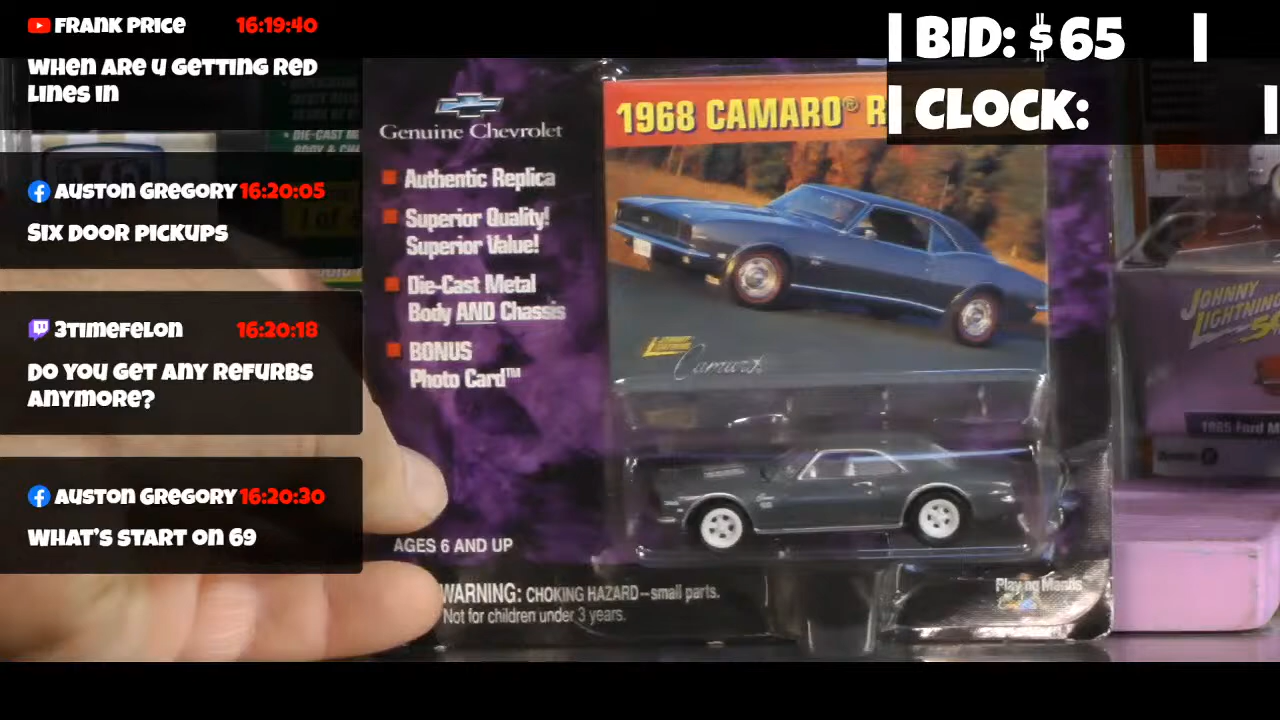 FRANK PRICE 16:19:40
WHEN ARE U GETTING RED
LINES IN
AUSTON GREGORY 16:20:05
SIX DOOR PICKUPS
3TIMEFELON 16:20:18
DO YOU GET ANY REFURBS
ANYMORE?
AUSTON GREGORY 16:20:30
WHAT'S START ON 69
| BID: $65 |
| CLOCK: |
Genuine Chevrolet
Authentic Replica
Superior Quality!
Superior Value!
Die-Cast Metal
Body AND Chassis
BONUS
Photo Card™
AGES 6 AND UP
WARNING: CHOKING HAZARD–small parts.
Not for children under 3 years.
1968 CAMARO® R
Camaro
Playing Mantis
JOHNNY
LIGHTNING